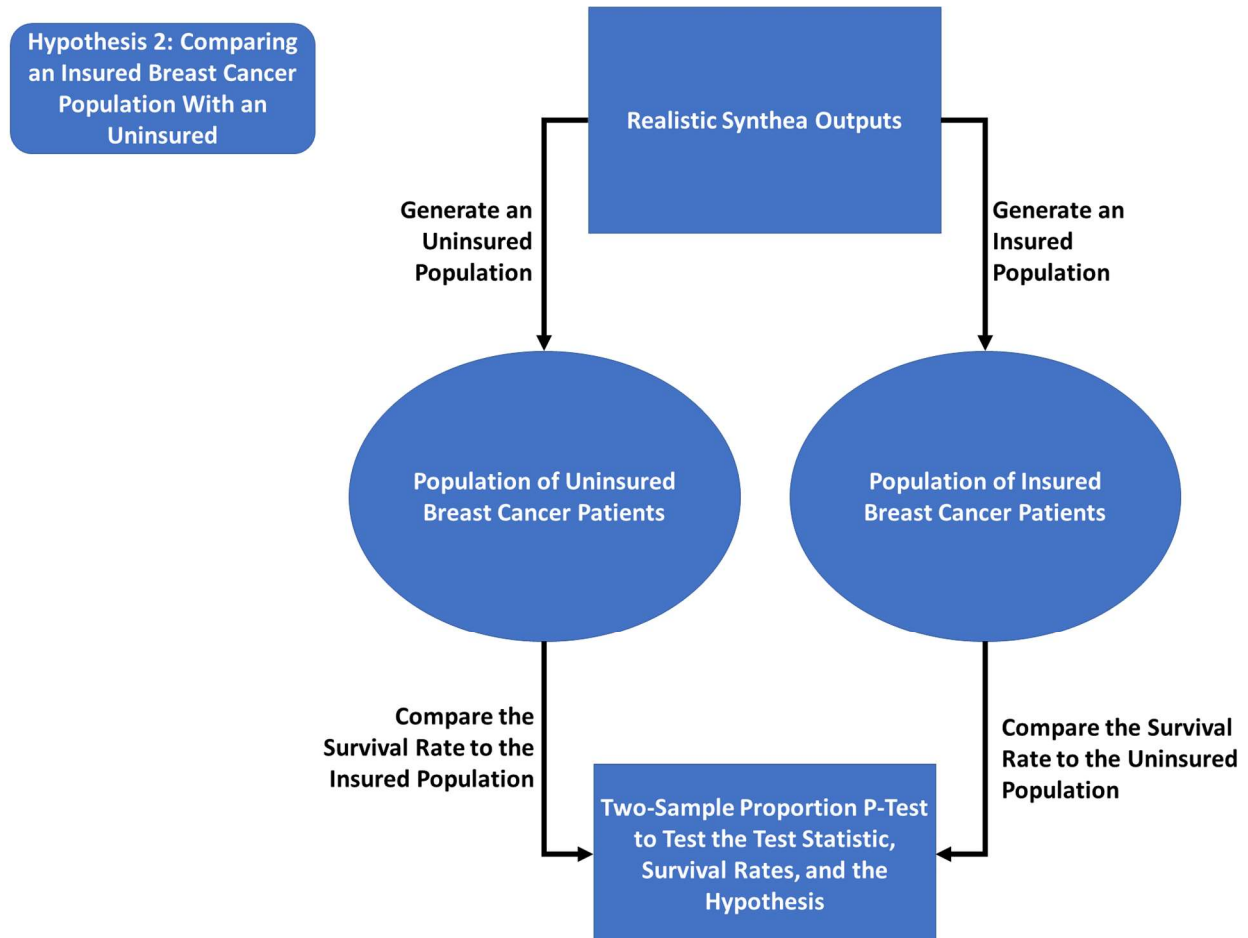 Hypothesis 2: Comparing
an Insured Breast Cancer
Population With an
Uninsured
Realistic Synthea Outputs
Generate an
Uninsured
Population
Generate an
Insured
Population
Population of Uninsured
Breast Cancer Patients
Population of Insured
Breast Cancer Patients
Compare the
Survival Rate to the
Insured Population
Compare the Survival
Rate to the Uninsured
Population
Two-Sample Proportion P-Test
to Test the Test Statistic,
Survival Rates, and the
Hypothesis